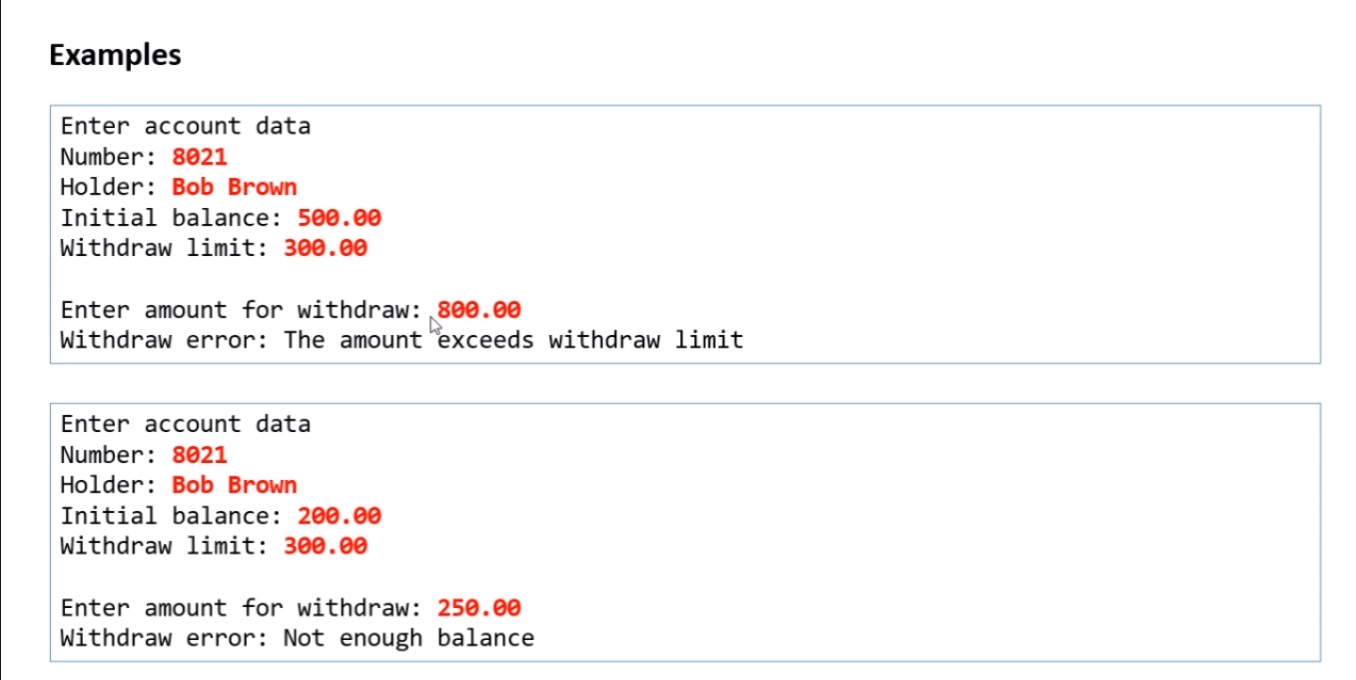 Examples
Enter account data
Number: 8021
Holder: Bob Brown
Initial balance: 500.00
Withdraw limit: 300.00
Enter amount for withdraw: 800.00
Withdraw error: The amount exceeds withdraw limit
Enter account data
Number: 8021
Holder: Bob Brown
Initial balance: 200.00
Withdraw limit: 300.00
Enter amount for withdraw: 250.00
Withdraw error: Not enough balance